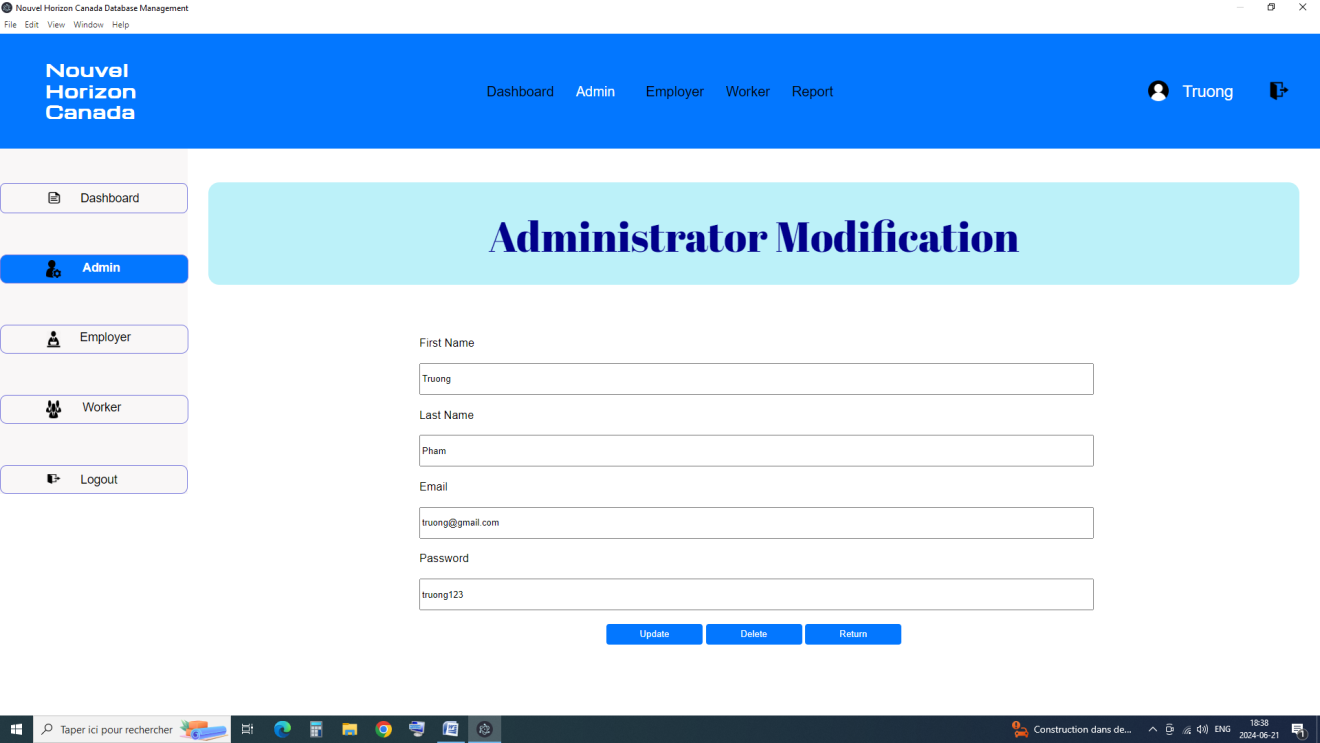 Nouvel Horizon Canada Database Management
File Edit View Window Help
Nouvel
Horizon
Canada
Dashboard Admin Employer Worker Report
Truong
Dashboard
Admin
Employer
Worker
Logout
Administrator Modification
First Name
Truong
Last Name
Pham
Email
truong@gmail.com
Password
truong123
Update Delete Return
Taper ici pour rechercher
Construction dans de...
ENG
18:38
2024-06-21
1